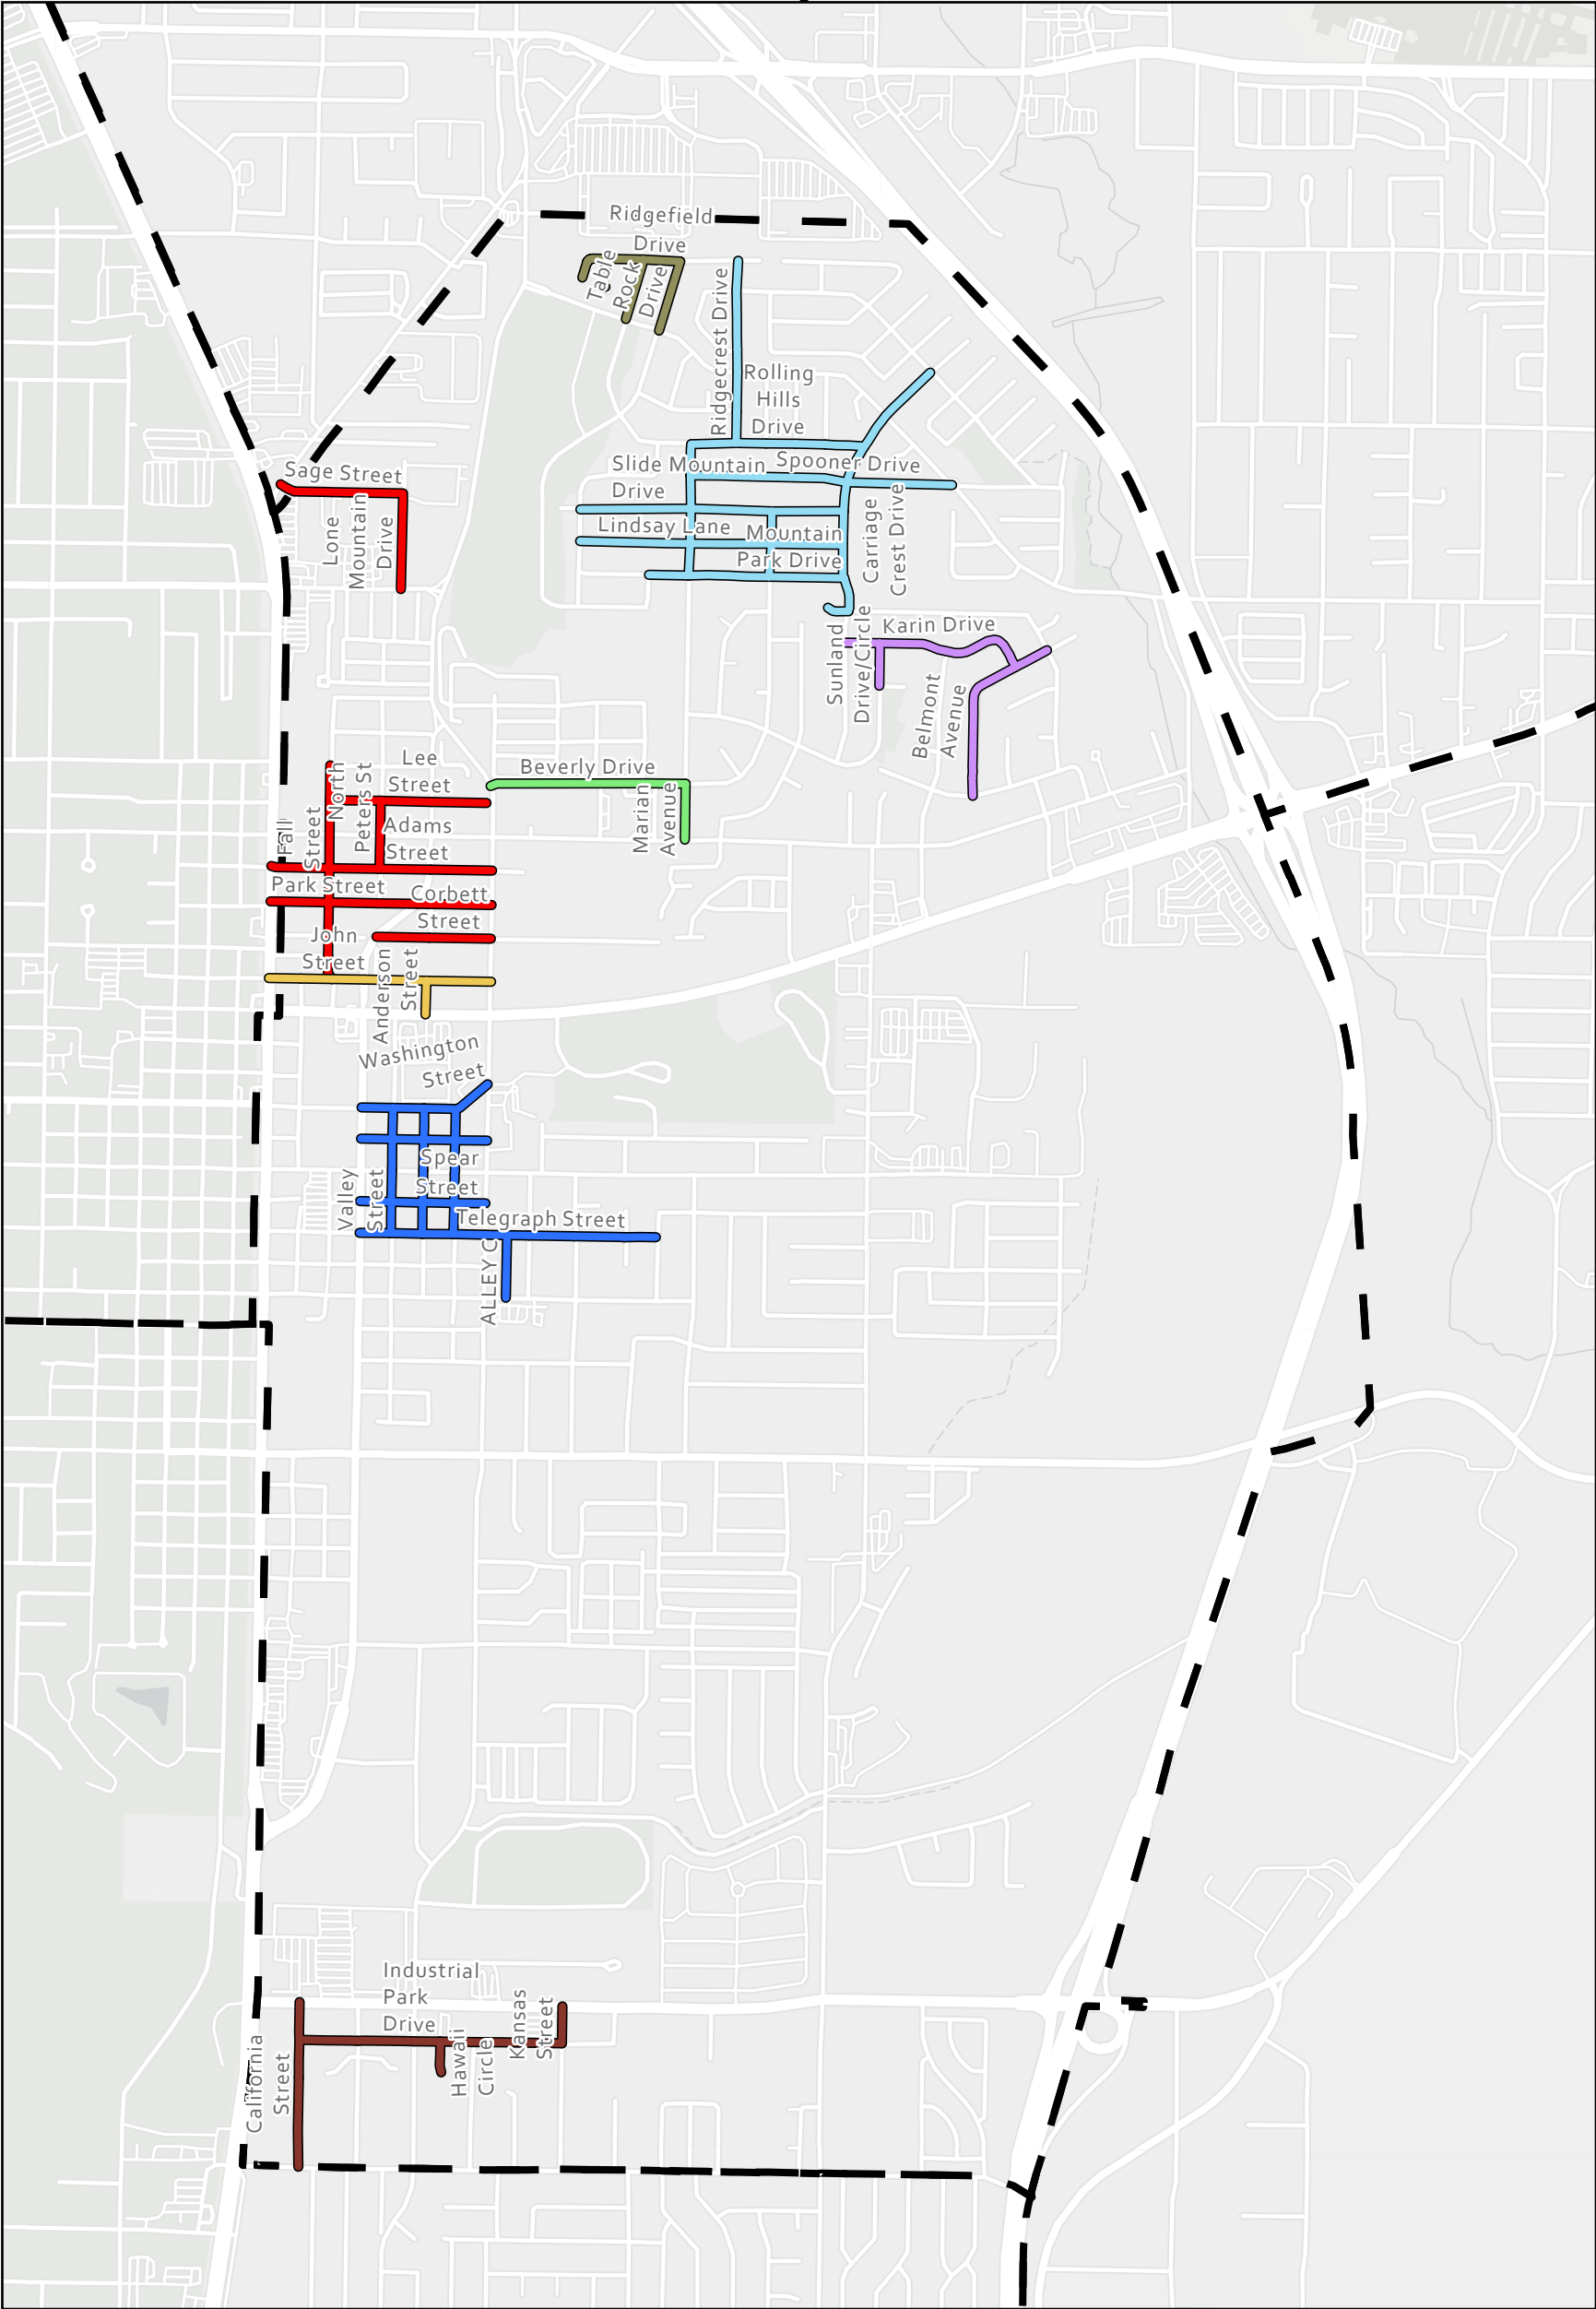 Ridgefield
Drive
Table
Rock
Drive
Ridgecrest Drive
Rolling
Hills
Drive
Slide Mountain
Drive
Spooner Drive
Sage Street
Lone
Mountain
Drive
Lindsay Lane
Mountain
Park Drive
Carriage
Crest Drive
Karin Drive
Sunland
Drive/Circle
Belmont
Avenue
Lee
Street
North
Peters St
Beverly Drive
Marian
Avenue
Fall
Street
Adams
Street
Park Street
Corbett
Street
John
Street
Anderson
Street
Washington
Street
Spear
Street
Valley
Street
Telegraph Street
ALLEY C
Industrial
Park
Drive
Kansas
Street
Hawaii
Circle
California
Street